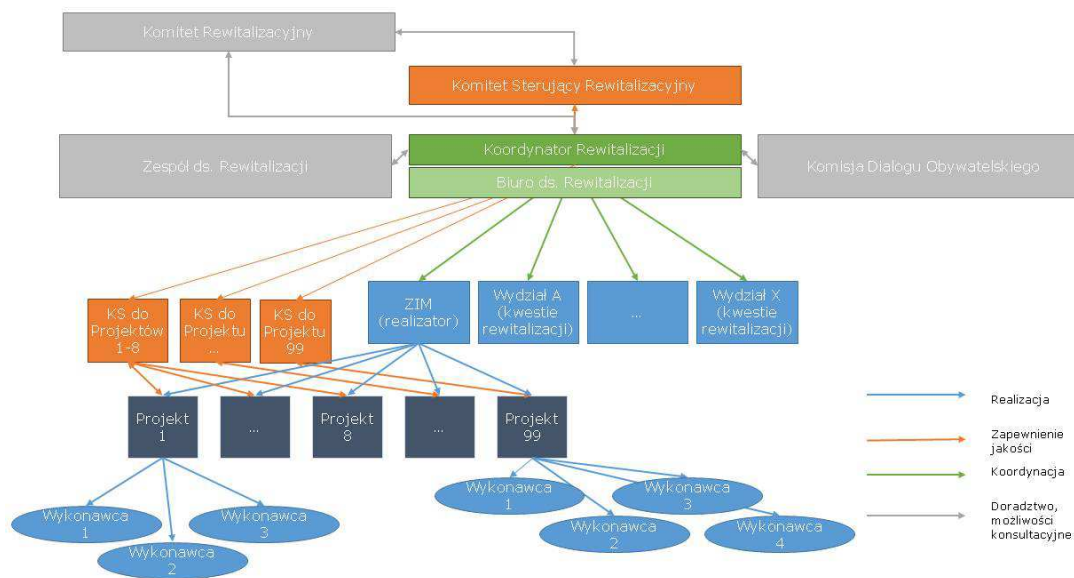 Komitet Rewitalizacyjny
Komitet Sterujący Rewitalizacyjny
Zespół ds. Rewitalizacji
Koordynator Rewitalizacji
Komisja Dialogu Obywatelskiego
Biuro ds. Rewitalizacji
KS do
Projektów
1-8
KS do
Projektu
...
KS do
Projektu
99
ZIM
(realizator)
Wydział A
(kwestie
rewitalizacji)
...
Wydział X
(kwestie
rewitalizacji)
Projekt
1
...
Projekt
8
...
Projekt
99
Wykonawca
1
Wykonawca
2
Wykonawca
3
Wykonawca
1
Wykonawca
2
Wykonawca
3
Wykonawca
4
Realizacja
Zapewnienie
jakości
Koordynacja
Doradztwo,
możliwości
konsultacyjne